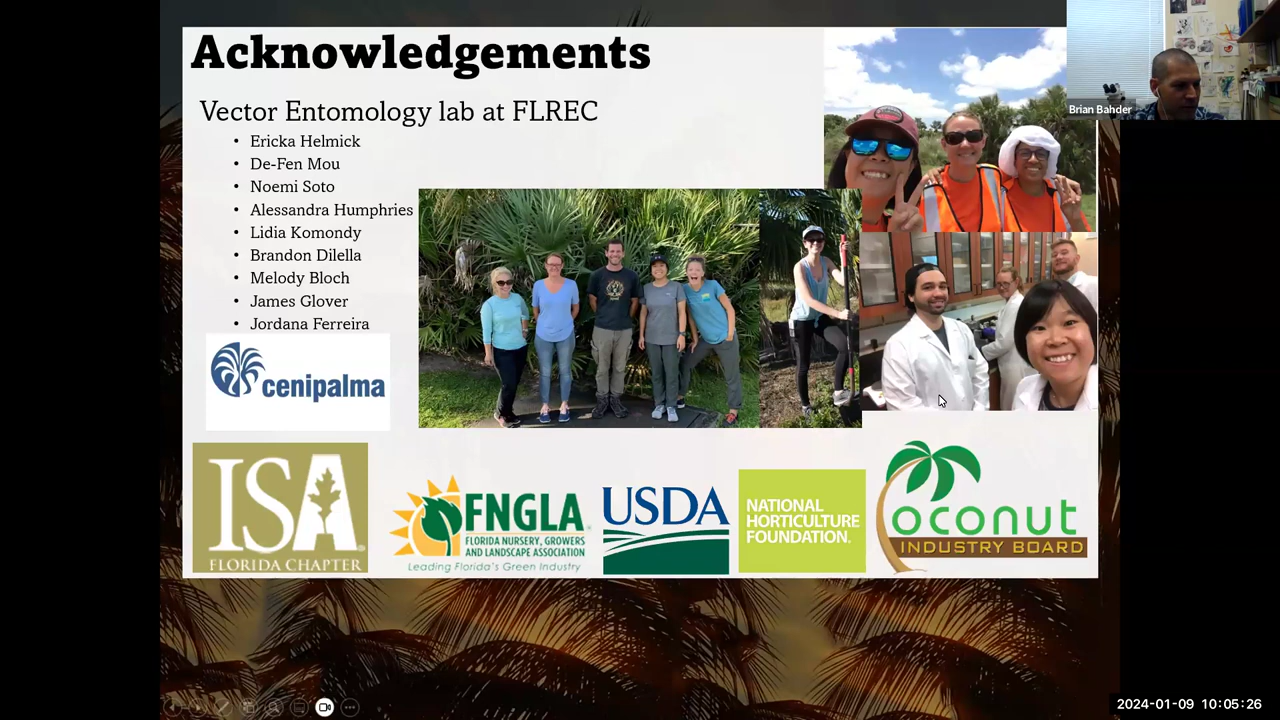 Acknowledgements
Vector Entomology lab at FLREC
• Ericka Helmick
• De-Fen Mou
• Noemi Soto
• Alessandra Humphries
• Lidia Komondy
• Brandon Dilella
• Melody Bloch
• James Glover
• Jordana Ferreira
cenipalma
ISA
FLORIDA CHAPTER
FNGLA
FLORIDA NURSERY, GROWERS
AND LANDSCAPE ASSOCIATION
Leading Florida's Green Industry
USDA
NATIONAL
HORTICULTURE
FOUNDATION.
Coconut
INDUSTRY BOARD
Brian Bahder
2024-01-09 10:05:26